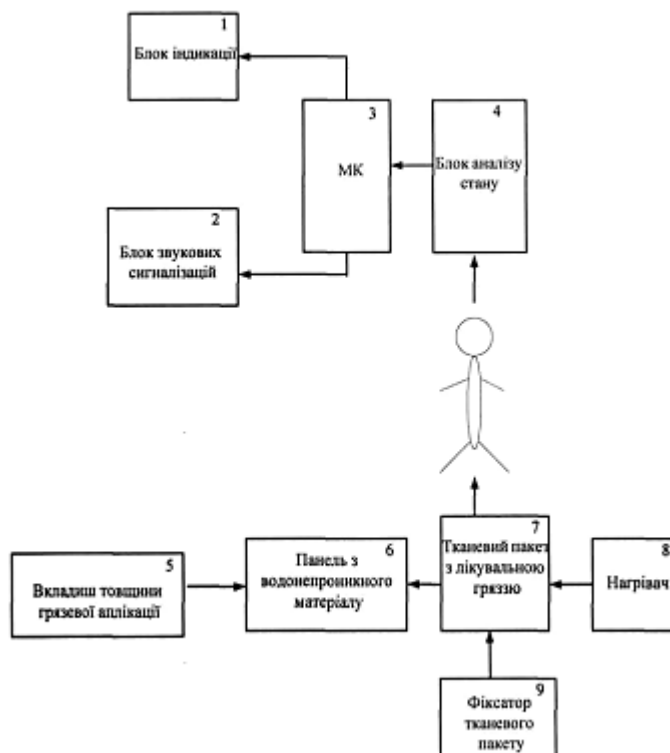 1
Блок індикації
2
Блок звукових
сигналізацій
3
МК
4
Блок аналізу
стану
5
Вкладиш товщини
грязевої аплікації
6
Панель з
водонепроникного
матеріалу
7
Тканевий пакет
з лікувальною
гряззю
8
Нагрівач
9
Фіксатор
тканевого
пакету